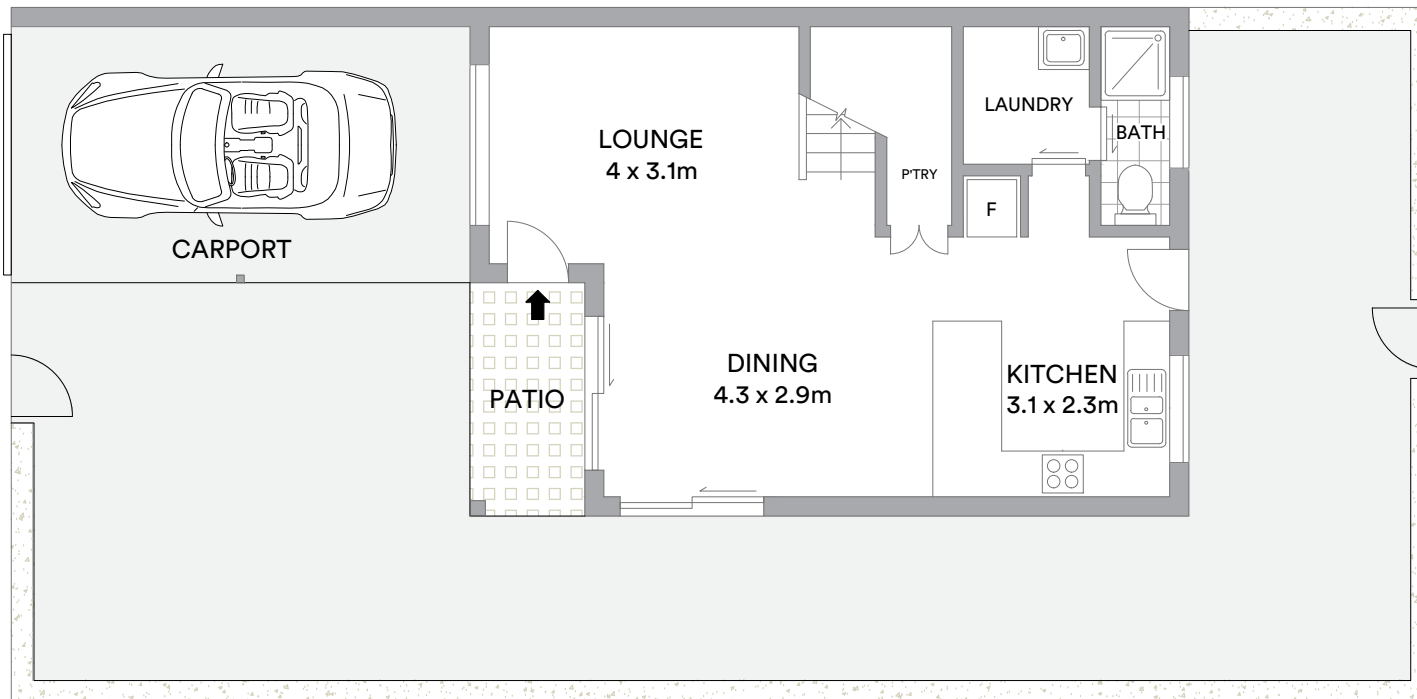 LAUNDRY
BATH
LOUNGE
4 x 3.1m
P'TRY
F
CARPORT
DINING
4.3 x 2.9m
KITCHEN
3.1 x 2.3m
PATIO